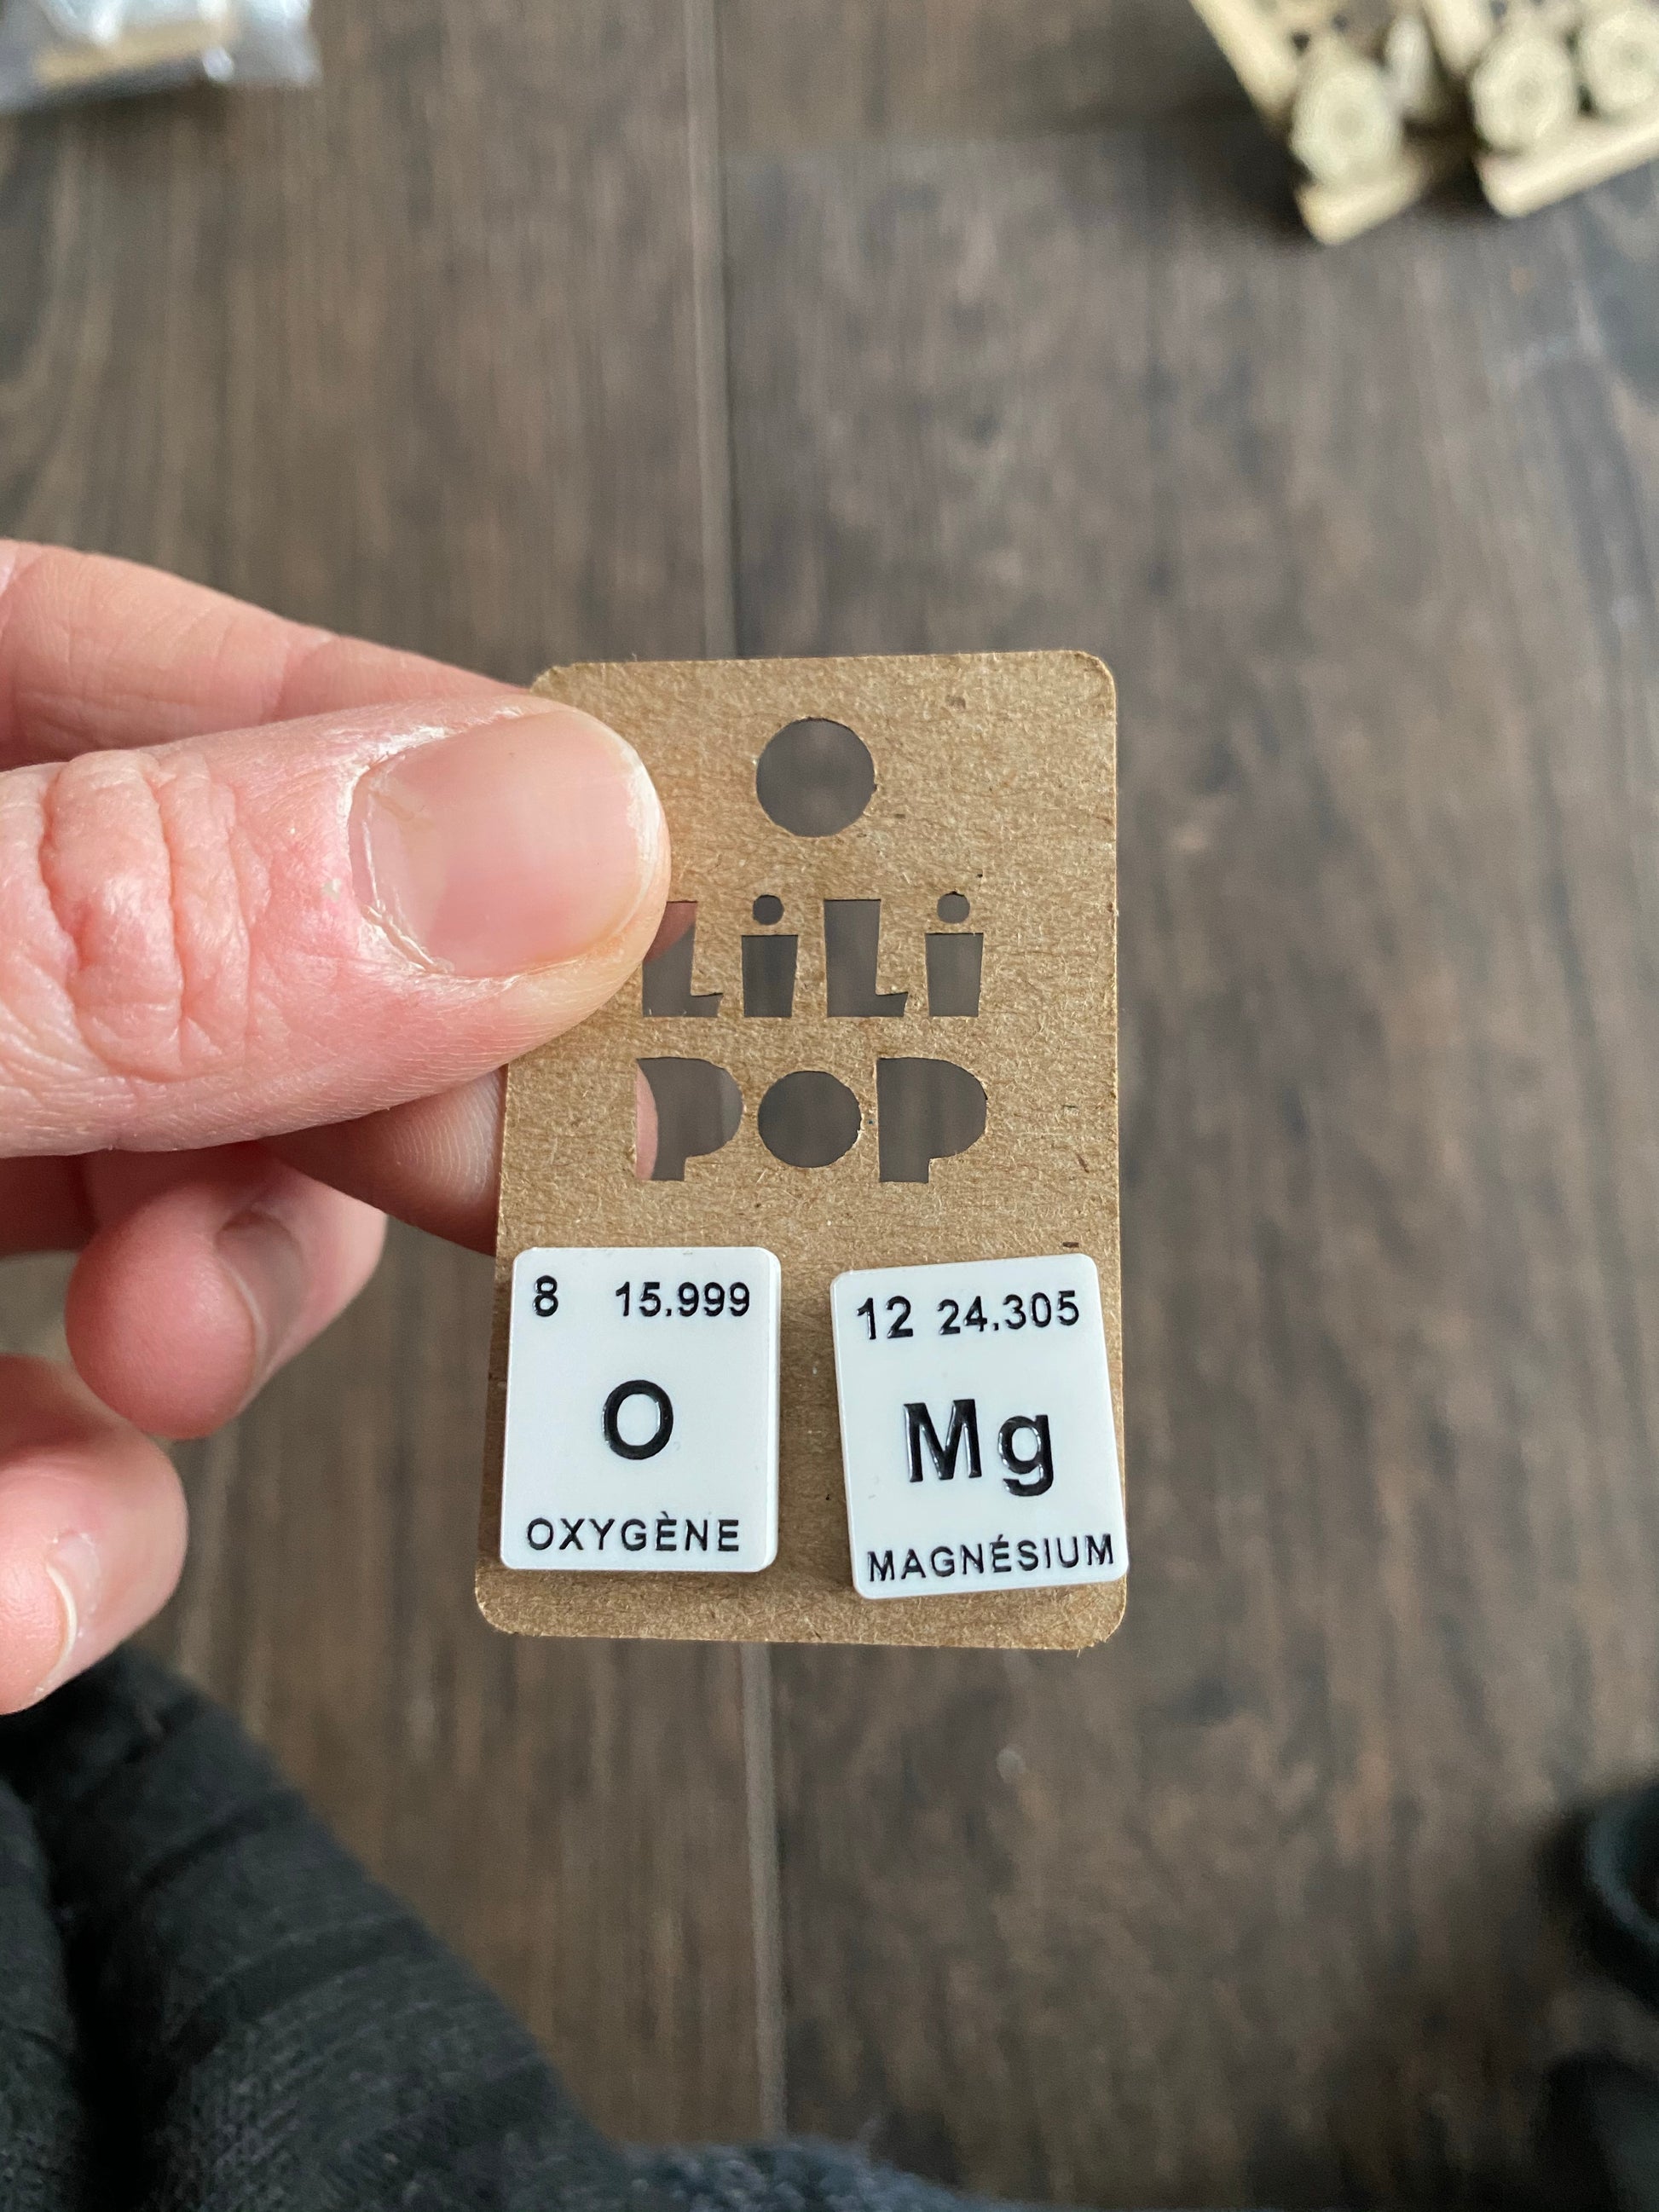 LiLi
POP
8 15.999
O
OXYGÈNE
12 24.305
Mg
MAGNÉSIUM